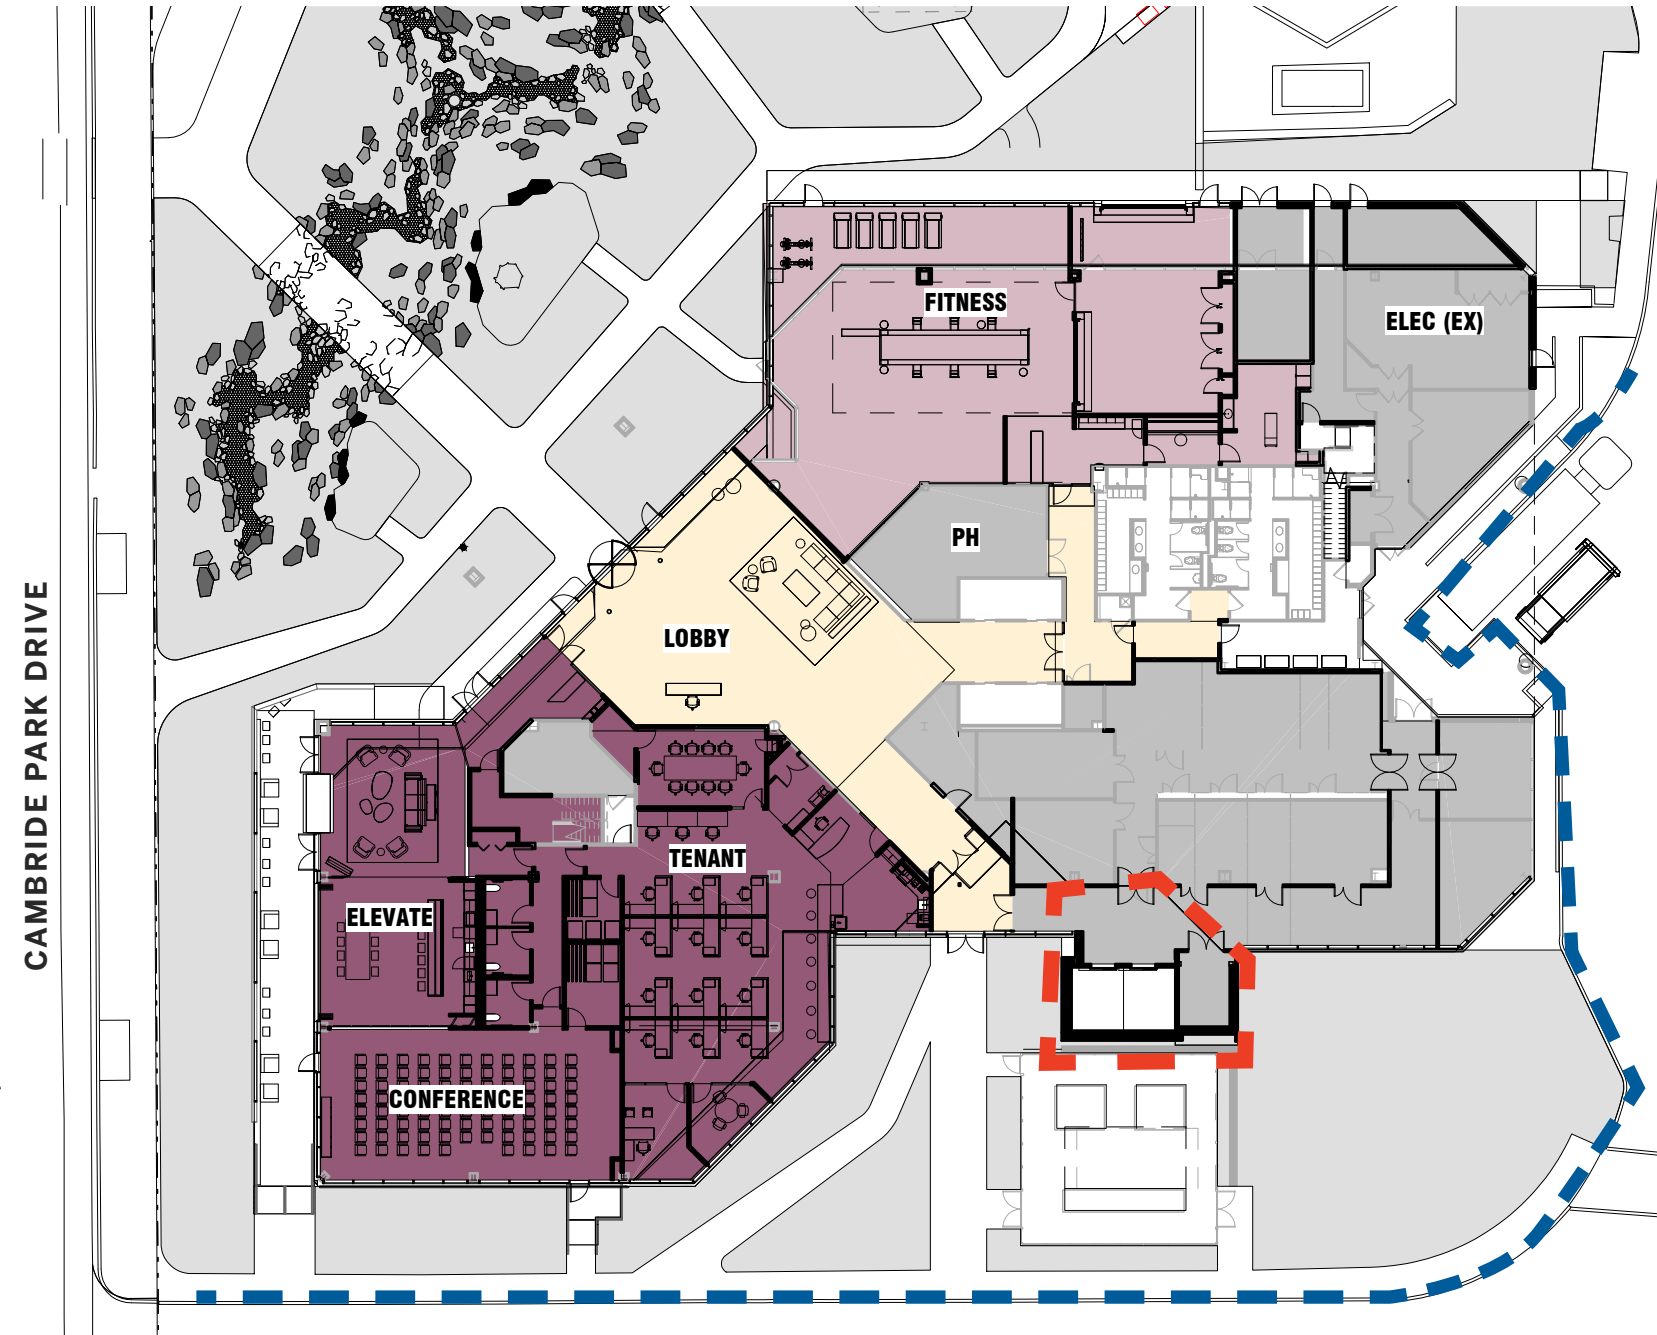 FITNESS
ELEC (EX)
PH
LOBBY
CAMBRIDE PARK DRIVE
TENANT
ELEVATE
CONFERENCE